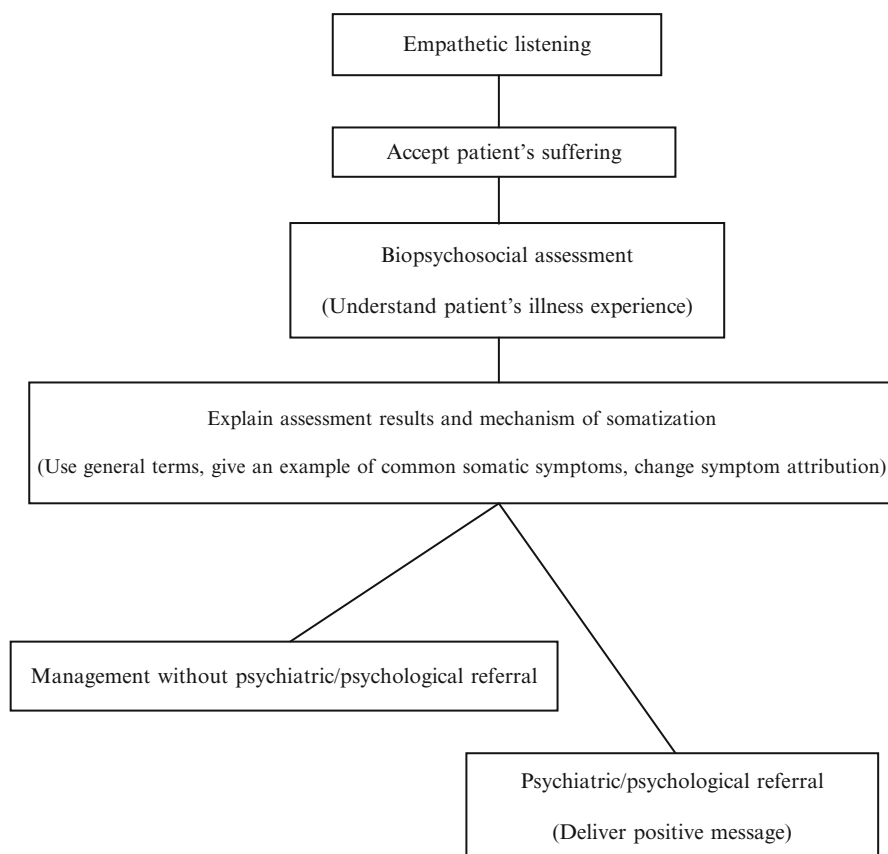 Empathetic listening
Accept patient’s suffering
Biopsychosocial assessment
(Understand patient’s illness experience)
Explain assessment results and mechanism of somatization
(Use general terms, give an example of common somatic symptoms, change symptom attribution)
Management without psychiatric/psychological referral
Psychiatric/psychological referral
(Deliver positive message)